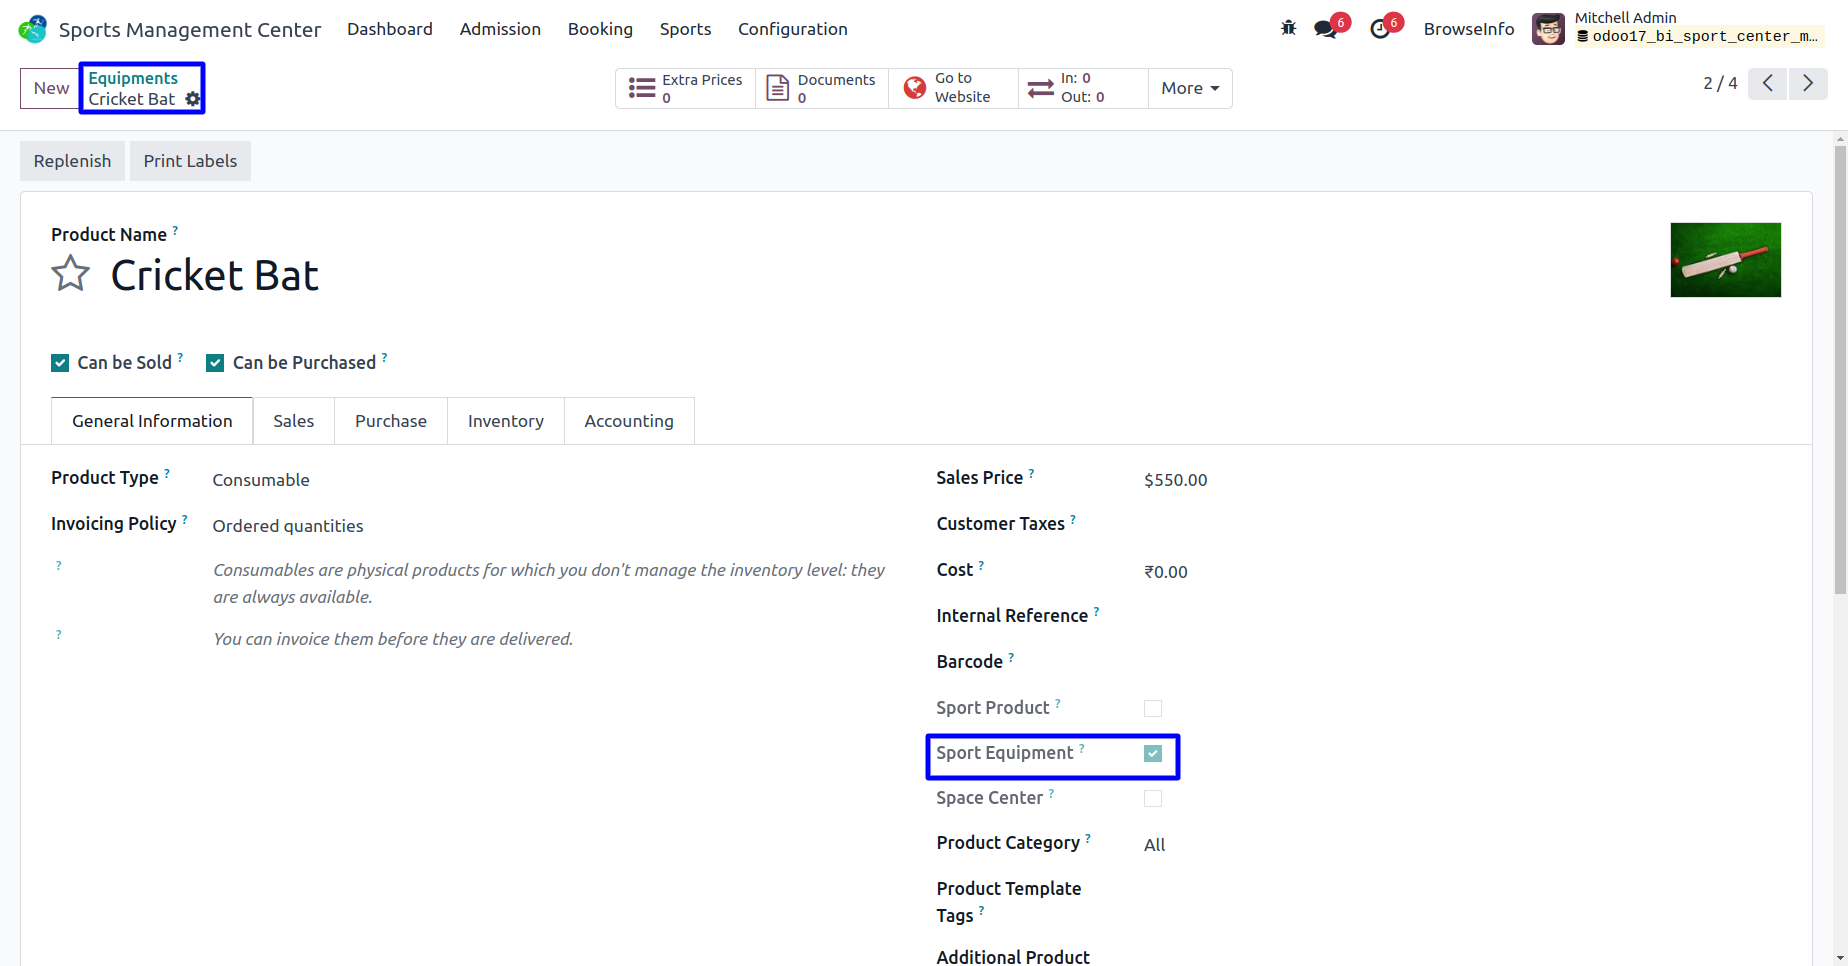 Sports Management Center
Dashboard
Admission
Booking
Sports
Configuration
6
6
BrowseInfo
Mitchell Admin
odoo17_bi_sport_center_m...
New
Equipments
Cricket Bat
Extra Prices
0
Documents
0
Go to
Website
In: 0
Out: 0
More
2 / 4
Replenish
Print Labels
Product Name ?
Cricket Bat
Can be Sold ?
Can be Purchased ?
General Information
Sales
Purchase
Inventory
Accounting
Product Type ?
Consumable
Invoicing Policy ?
Ordered quantities
?
Consumables are physical products for which you don't manage the inventory level: they
are always available.
?
You can invoice them before they are delivered.
Sales Price ?
$550.00
Customer Taxes ?
Cost ?
₹0.00
Internal Reference ?
Barcode ?
Sport Product ?
Sport Equipment ?
Space Center ?
Product Category ?
All
Product Template
Tags ?
Additional Product